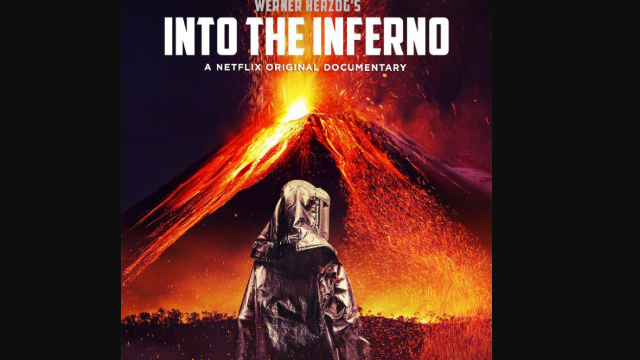 WERNER HERZOG'S
INTO THE INFERNO
A NETFLIX ORIGINAL DOCUMENTARY